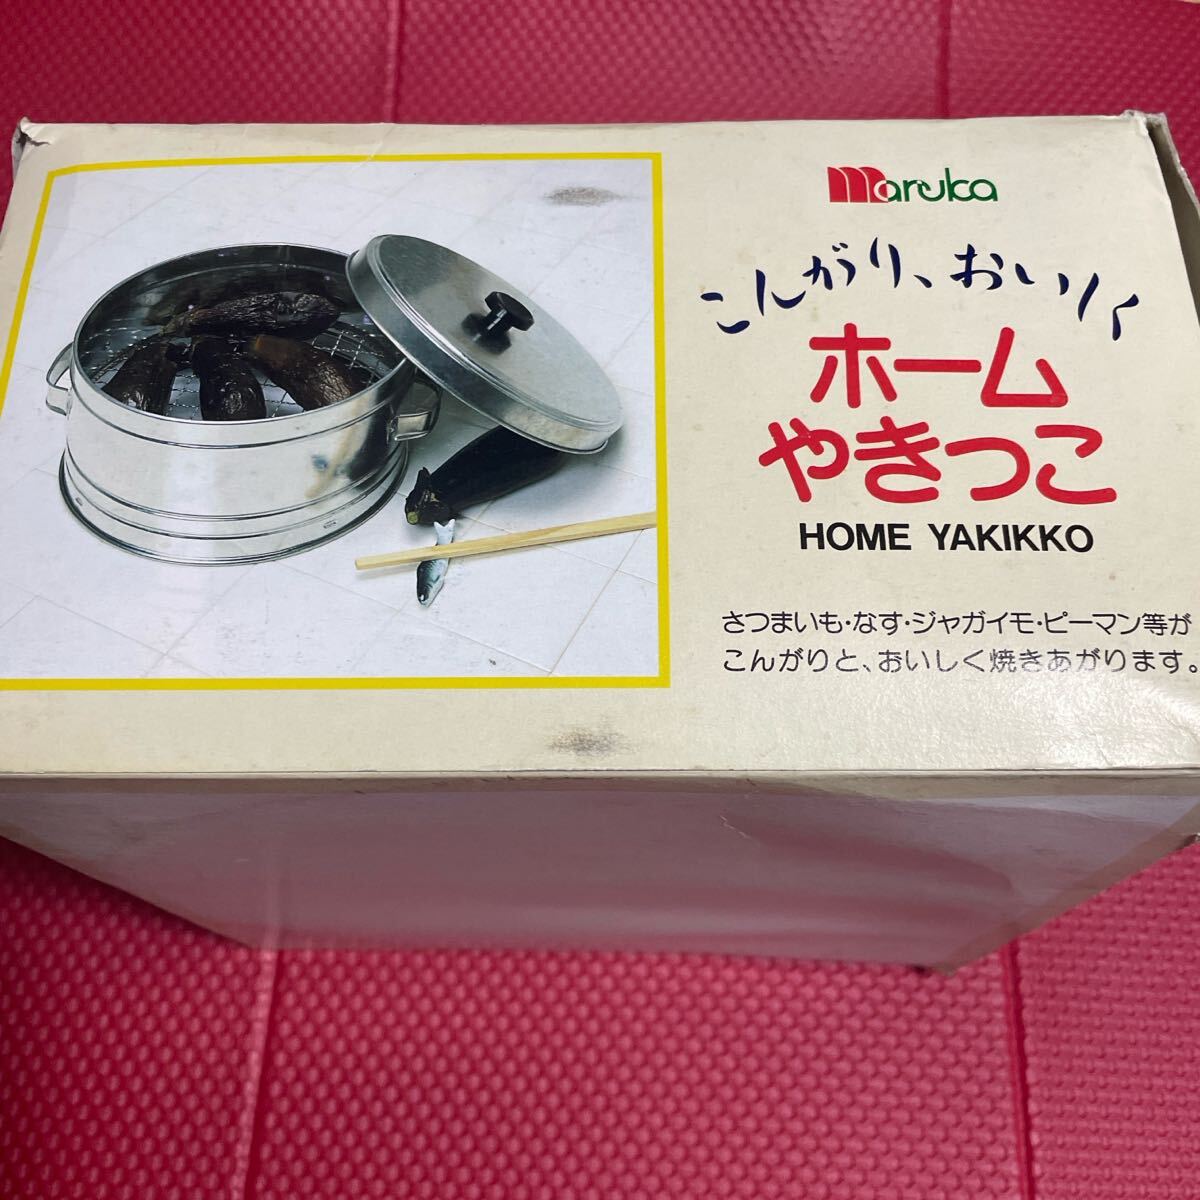 maruka
こんがり、おいしく
ホーム
やきっこ
HOME YAKIKKO
さつまいも・なす・ジャガイモ・ピーマン等が
こんがりと、おいしく焼きあがります。